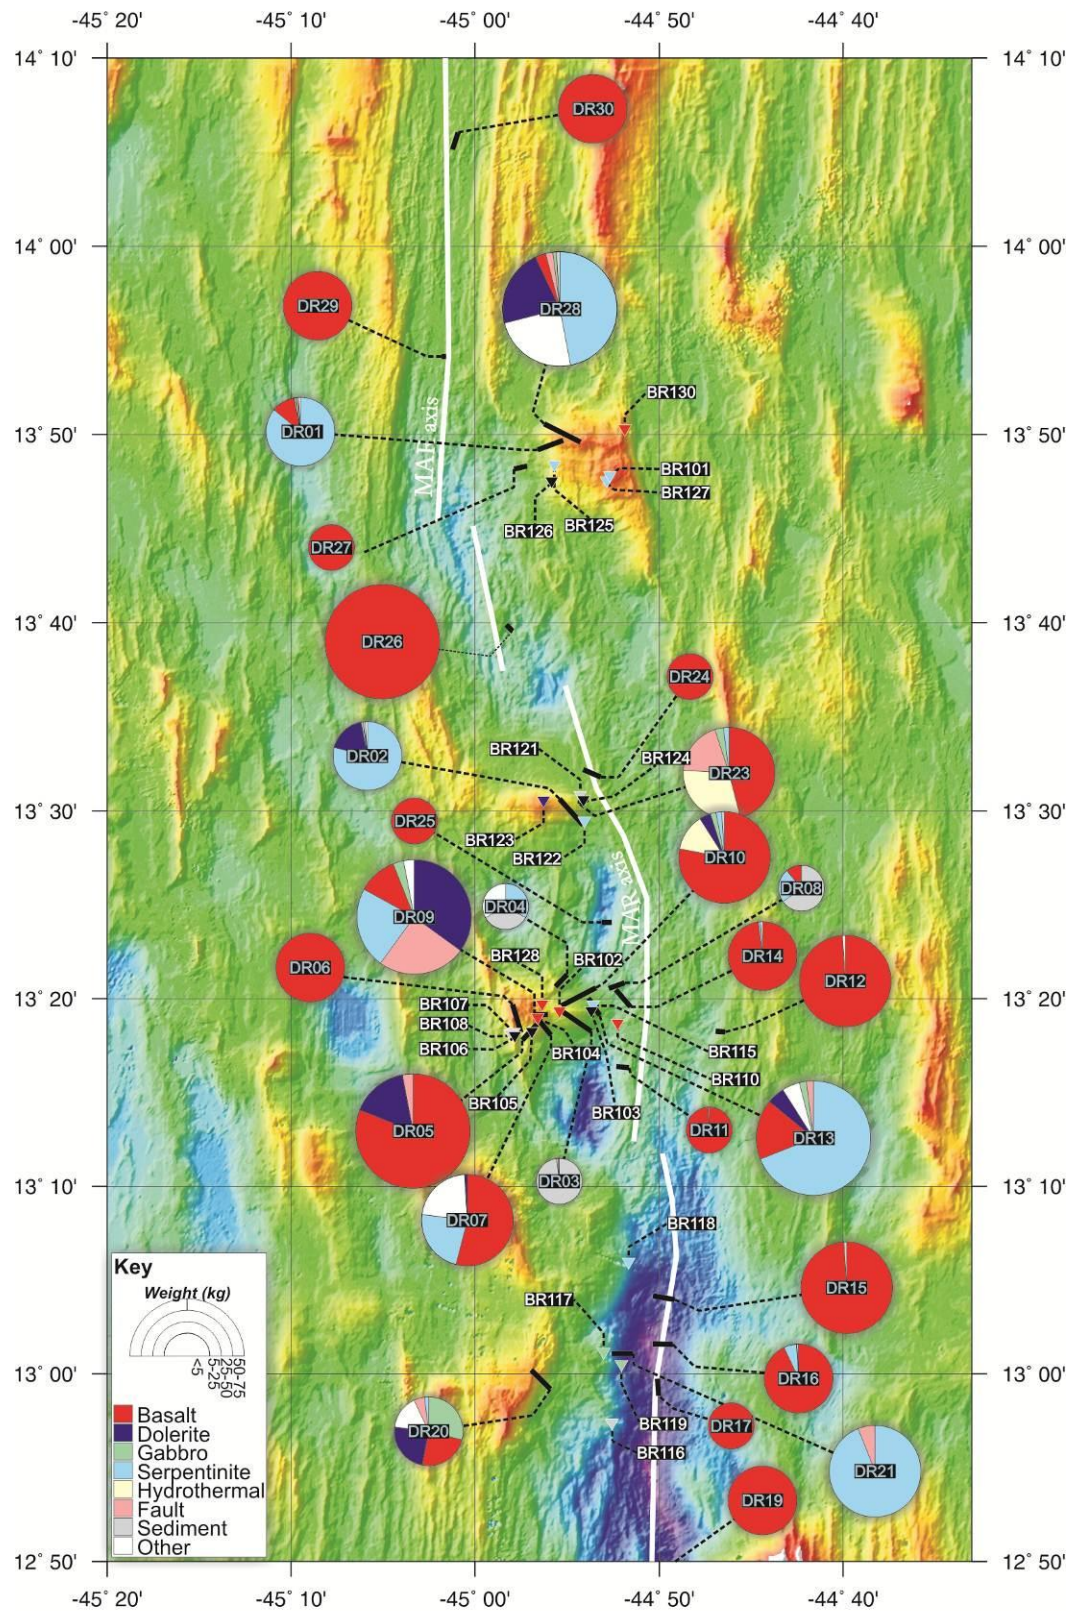 -45° 20'
-45° 10'
-45° 00'
-44° 50'
-44° 40'
14° 10'
14° 10'
DR30
14° 00'
14° 00'
DR29
DR28
BR130
MAR axis
13° 50'
13° 50'
DR01
BR101
BR127
BR126
BR125
DR27
13° 40'
13° 40'
DR26
DR24
BR121
BR124
DR02
DR23
13° 30'
13° 30'
DR25
BR123
BR122
DR10
MAR axis
DR08
DR09
DR04
BR128
BR102
DR14
DR06
DR12
13° 20'
13° 20'
BR107
BR108
BR106
BR104
BR115
BR110
BR105
BR103
DR05
DR11
DR13
13° 10'
13° 10'
DR03
DR07
BR118
Key
Weight (kg)
<5
5-25
25-50
50-75
BR117
DR15
13° 00'
13° 00'
DR16
Basalt
Dolerite
Gabbro
Serpentinite
Hydrothermal
Fault
Sediment
Other
DR20
BR119
DR17
BR116
DR21
DR19
12° 50'
12° 50'
-45° 20'
-45° 10'
-45° 00'
-44° 50'
-44° 40'